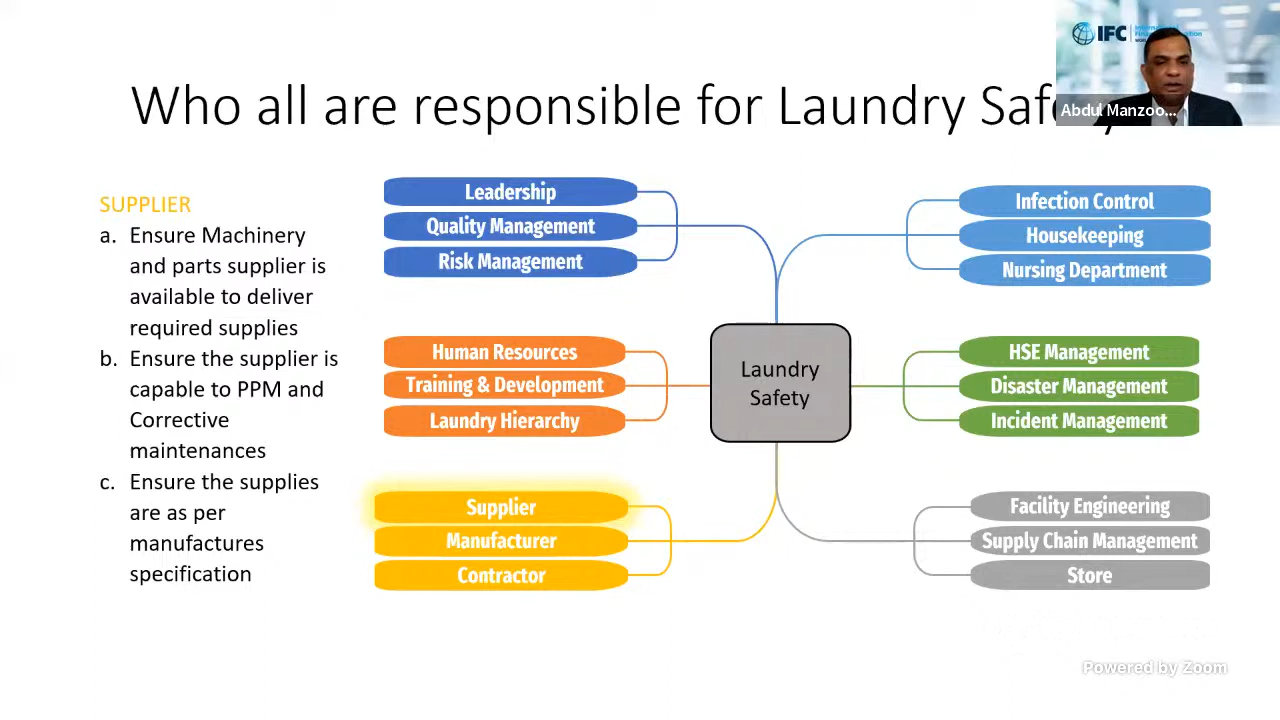 IFC
Who all are responsible for Laundry Safety
Abdul Manzoo...
SUPPLIER
a. Ensure Machinery
and parts supplier is
available to deliver
required supplies
b. Ensure the supplier is
capable to PPM and
Corrective
maintenances
c. Ensure the supplies
are as per
manufactures
specification
Leadership
Quality Management
Risk Management
Human Resources
Training & Development
Laundry Hierarchy
Supplier
Manufacturer
Contractor
Laundry
Safety
Infection Control
Housekeeping
Nursing Department
HSE Management
Disaster Management
Incident Management
Facility Engineering
Supply Chain Management
Store
Powered by Zoom